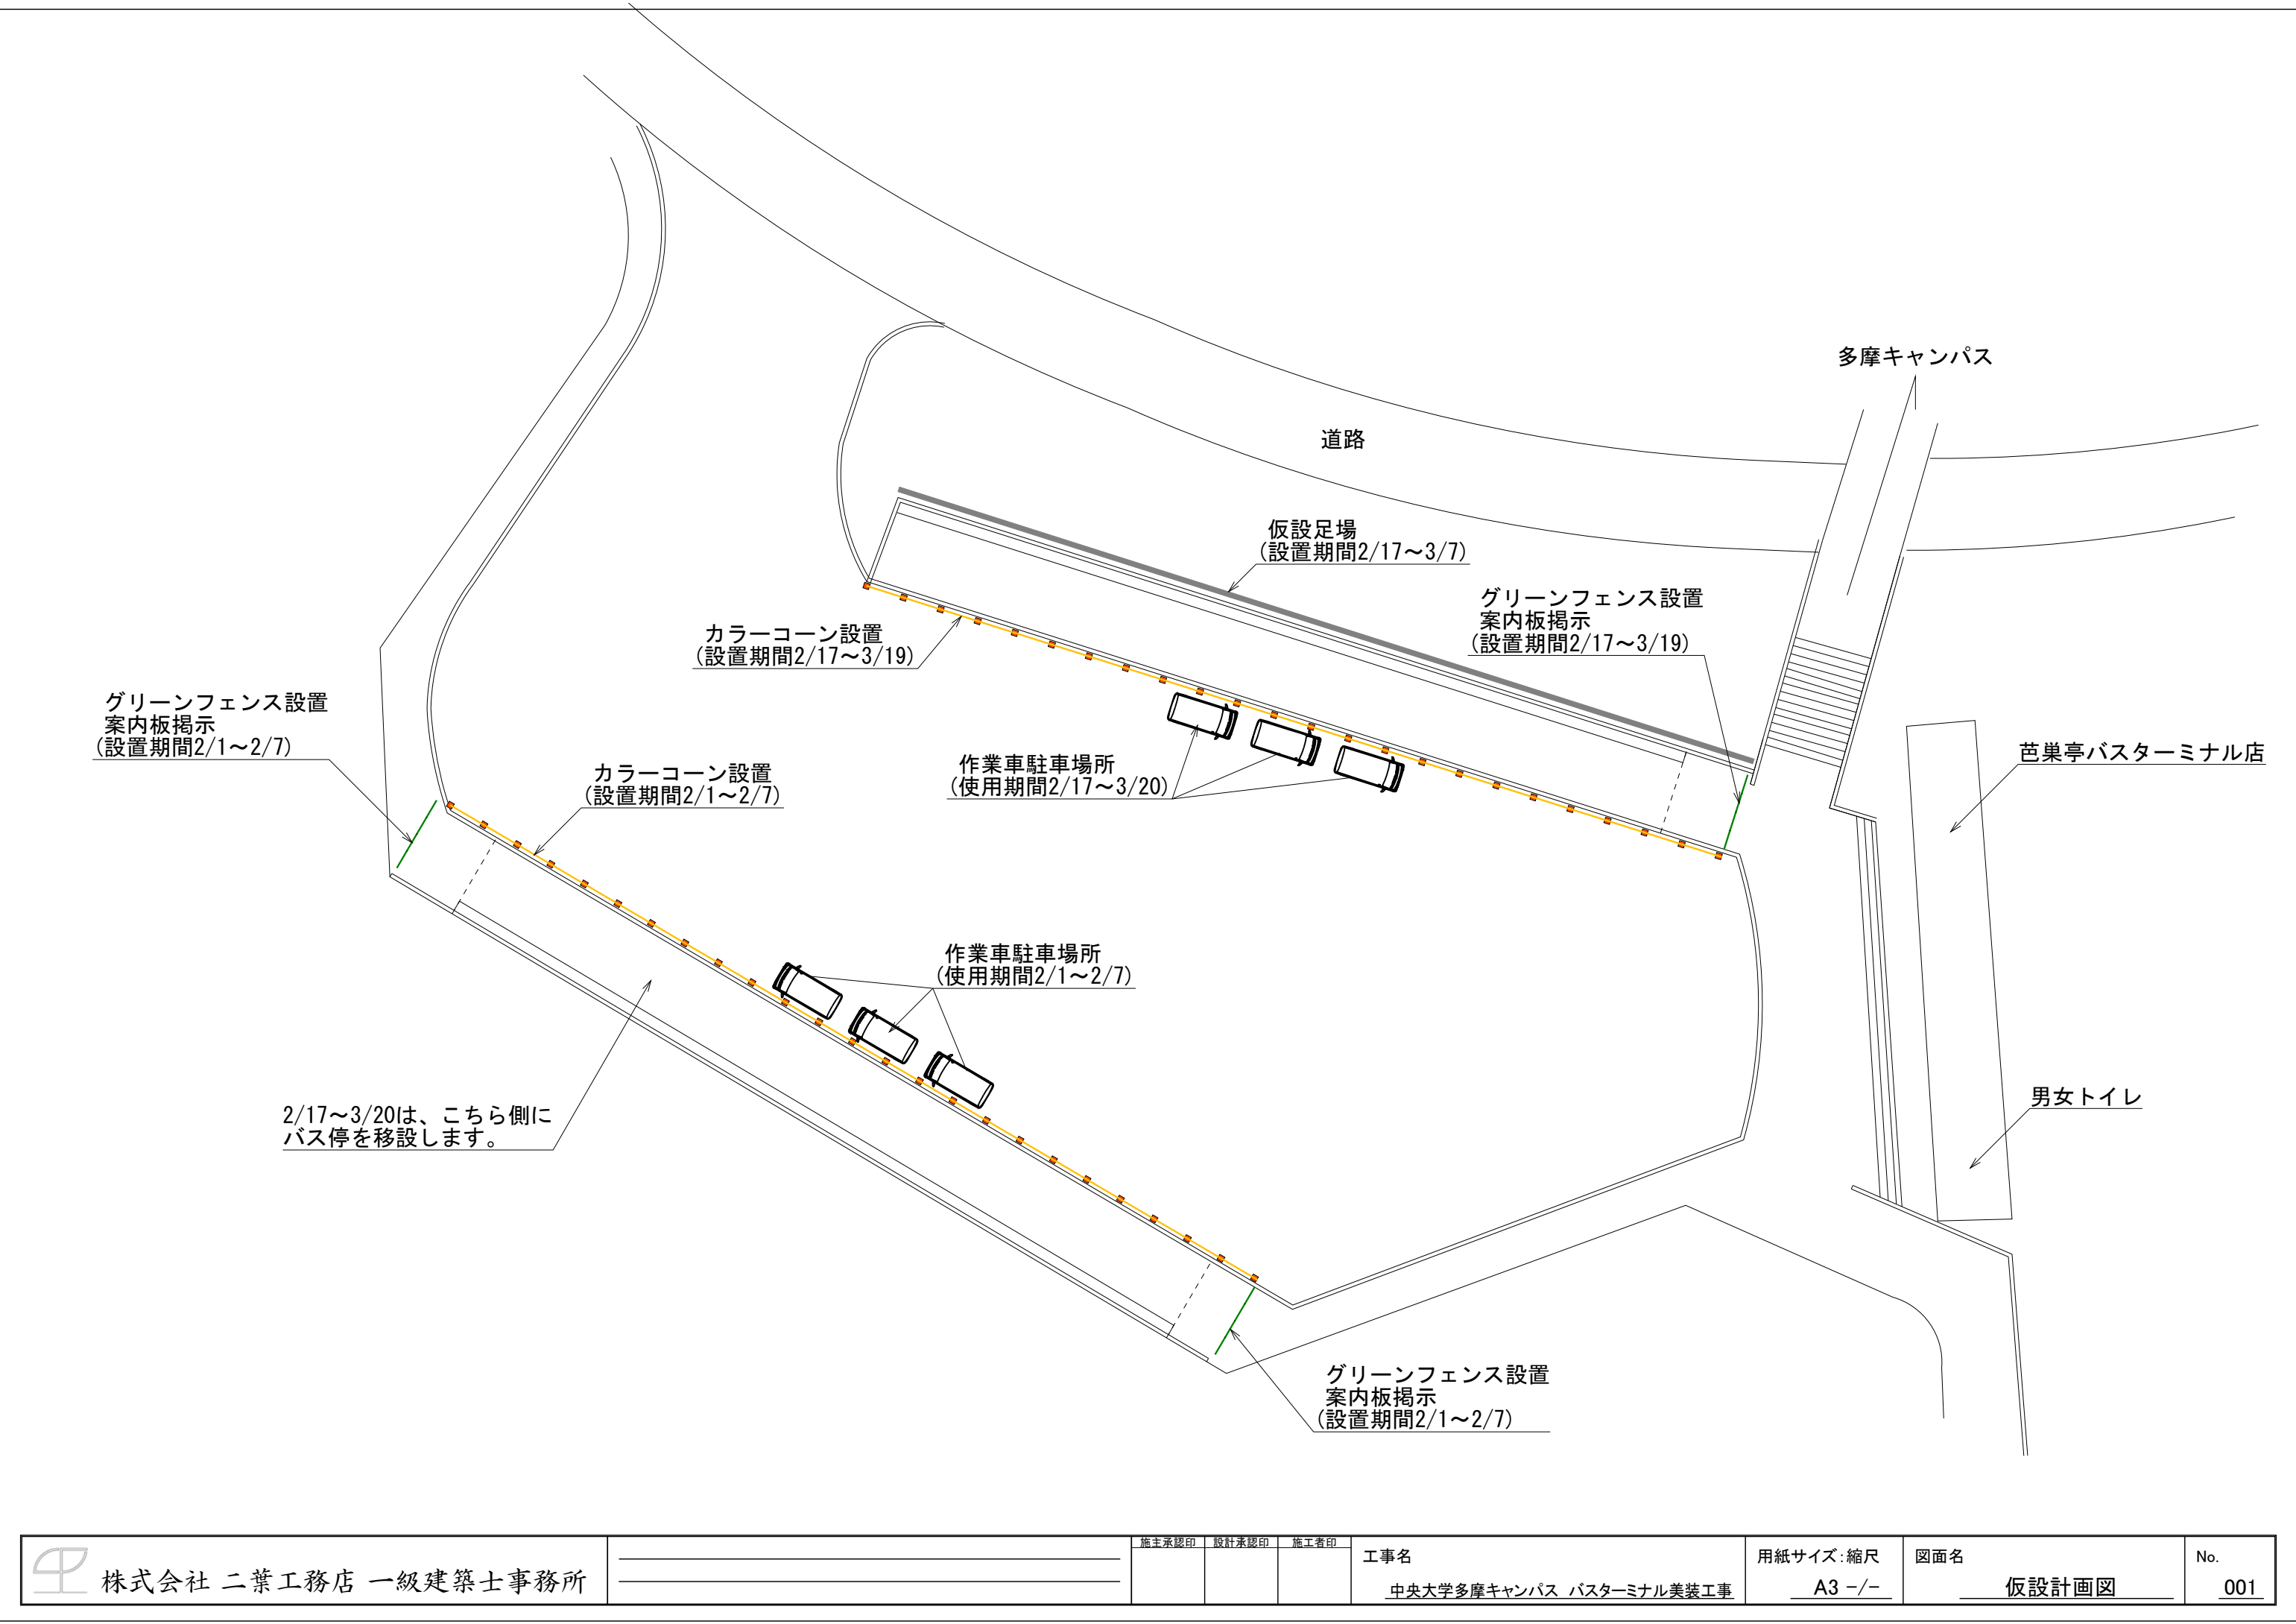 多摩キャンパス
道路
仮設足場
(設置期間2/17～3/7)
グリーンフェンス設置
案内板掲示
(設置期間2/17～3/19)
カラーコーン設置
(設置期間2/17～3/19)
グリーンフェンス設置
案内板掲示
(設置期間2/1～2/7)
カラーコーン設置
(設置期間2/1～2/7)
作業車駐車場所
(使用期間2/17～3/20)
芭巣亭バスターミナル店
作業車駐車場所
(使用期間2/1～2/7)
2/17～3/20は、こちら側に
バス停を移設します。
男女トイレ
グリーンフェンス設置
案内板掲示
(設置期間2/1～2/7)
株式会社 二葉工務店 一級建築士事務所
施主承認印 設計承認印 施工者印
工事名
中央大学多摩キャンパス バスターミナル美装工事
用紙サイズ:縮尺
A3 -/-
図面名
仮設計画図
No.
001